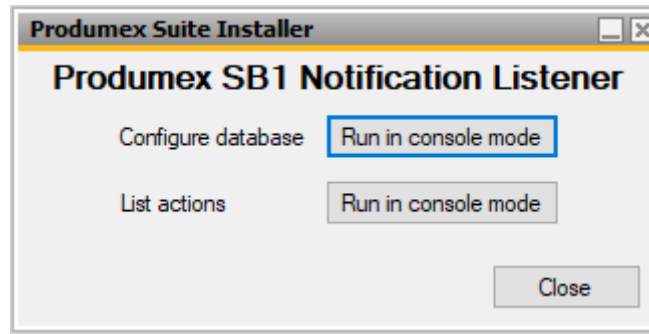 Produmex Suite Installer
Produmex SB1 Notification Listener
Configure database Run in console mode
List actions Run in console mode
Close